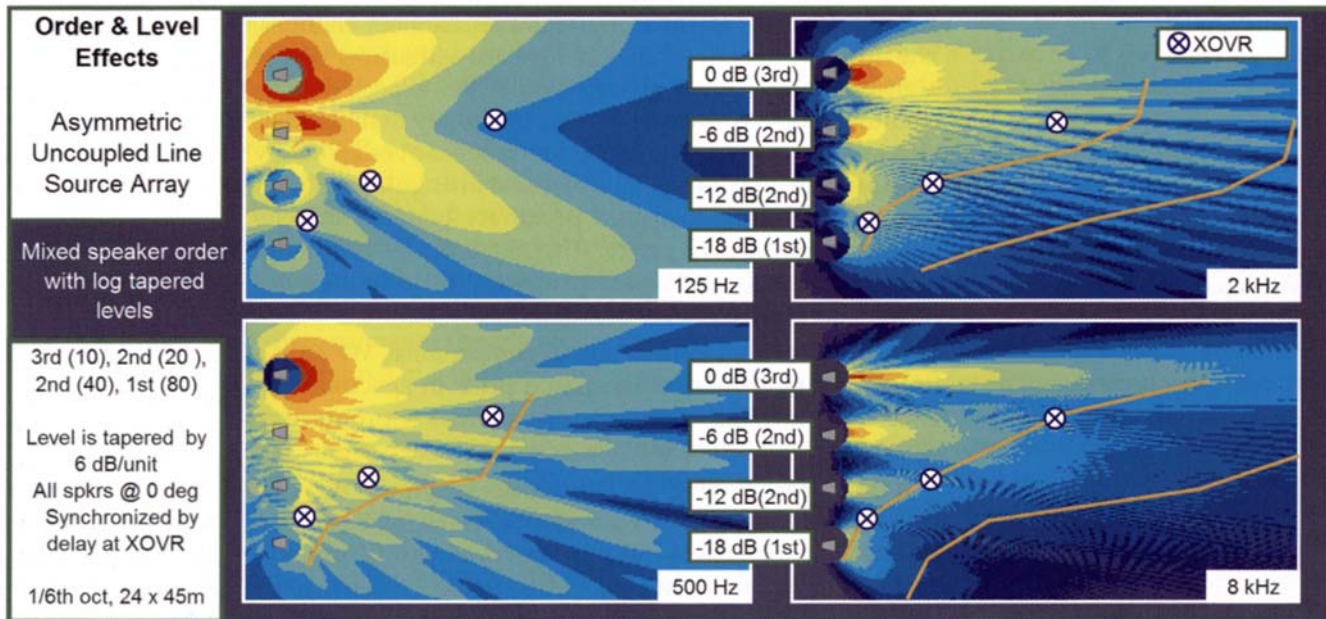 Order & Level
Effects
Asymmetric
Uncoupled Line
Source Array
Mixed speaker order
with log tapered
levels
3rd (10), 2nd (20 ),
2nd (40), 1st (80)
Level is tapered by
6 dB/unit
All spkrs @ 0 deg
Synchronized by
delay at XOVR
1/6th oct, 24 x 45m
125 Hz
0 dB (3rd)
-6 dB (2nd)
-12 dB(2nd)
-18 dB (1st)
XOVR
2 kHz
500 Hz
0 dB (3rd)
-6 dB (2nd)
-12 dB(2nd)
-18 dB (1st)
8 kHz